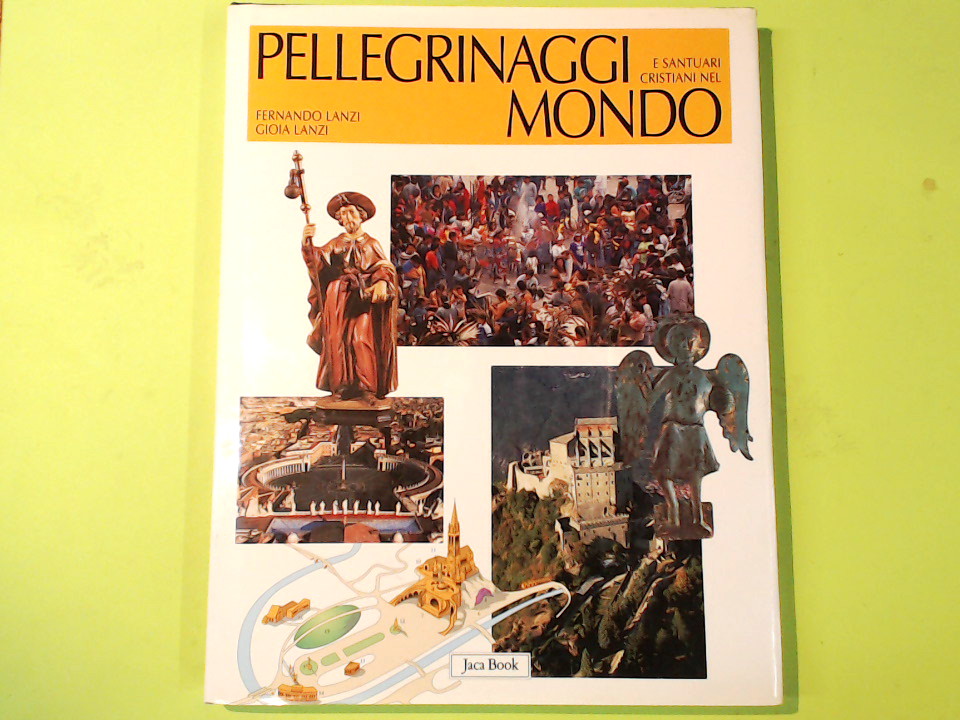 PELLEGRINAGGI
E SANTUARI
CRISTIANI NEL
MONDO
FERNANDO LANZI
GIOIA LANZI
Jaca Book